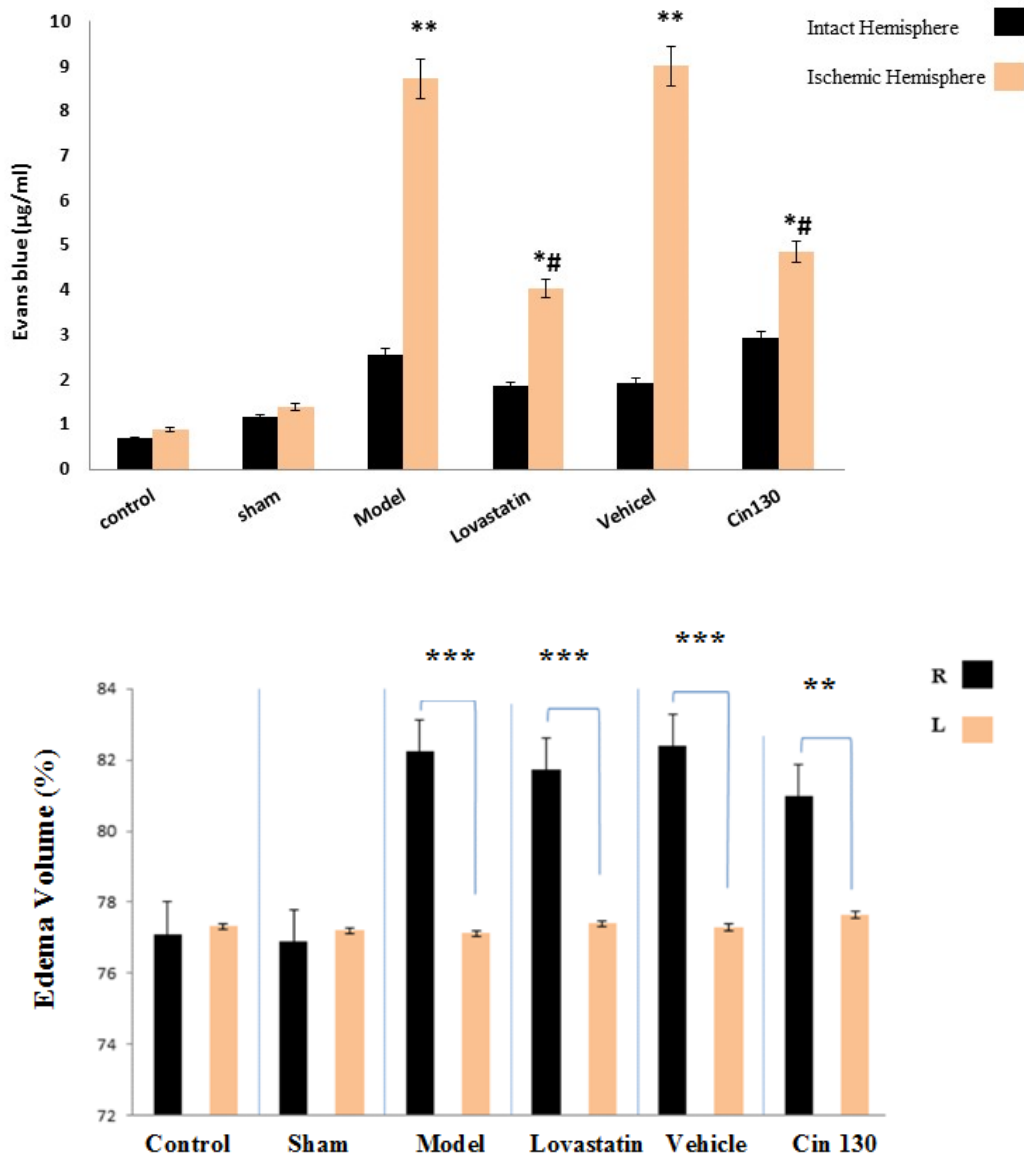 10
9
8
7
6
5
4
3
2
1
0
Evans blue (µg/ml)
**
*#
**
*#
Intact Hemisphere
Ischemic Hemisphere
control
sham
Model
Lovastatin
Vehicel
Cin130
***
***
***
**
R
L
84
82
80
78
76
74
72
Edema Volume (%)
Control
Sham
Model
Lovastatin
Vehicle
Cin 130